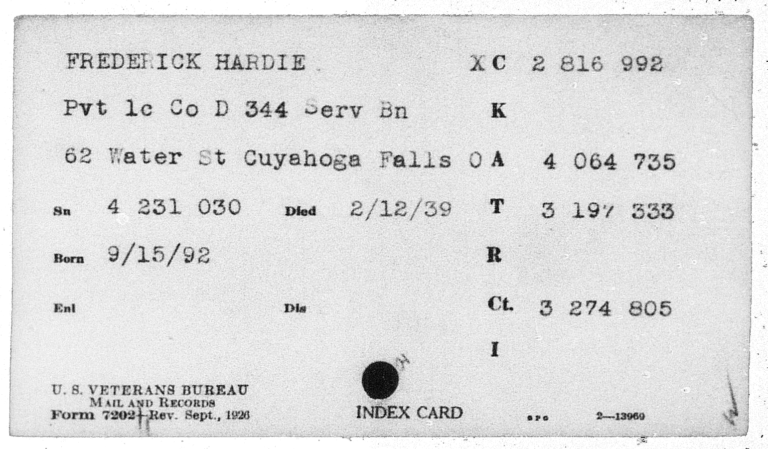 FREDERICK HARDIE XC 2 816 992
Pvt 1c Co D 344 Serv Bn K
62 Water St Cuyahoga Falls O A 4 064 735
Sn 4 231 030 Died 2/12/39 T 3 197 333
Born 9/15/92 R
Enl Dis Ct. 3 274 805
I
U. S. VETERANS BUREAU
MAIL AND RECORDS
Form 7202—Rev. Sept., 1926 INDEX CARD GPO 2—13969